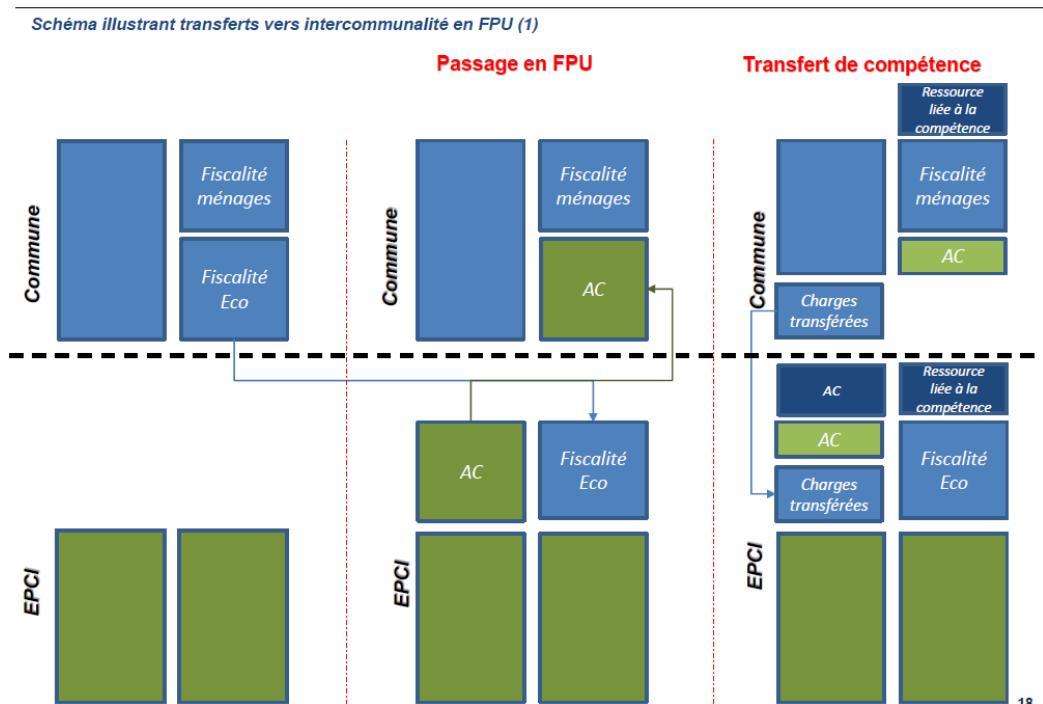 Schéma illustrant transferts vers intercommunalité en FPU (1)
Passage en FPU
Transfert de compétence
Commune
Fiscalité
ménages
Fiscalité
Eco
EPCI
Commune
Fiscalité
ménages
AC
AC
Fiscalité
Eco
EPCI
Commune
Ressource
liée à la
compétence
Fiscalité
ménages
AC
Charges
transférées
AC
Ressource
liée à la
compétence
AC
Fiscalité
Eco
Charges
transférées
EPCI
18